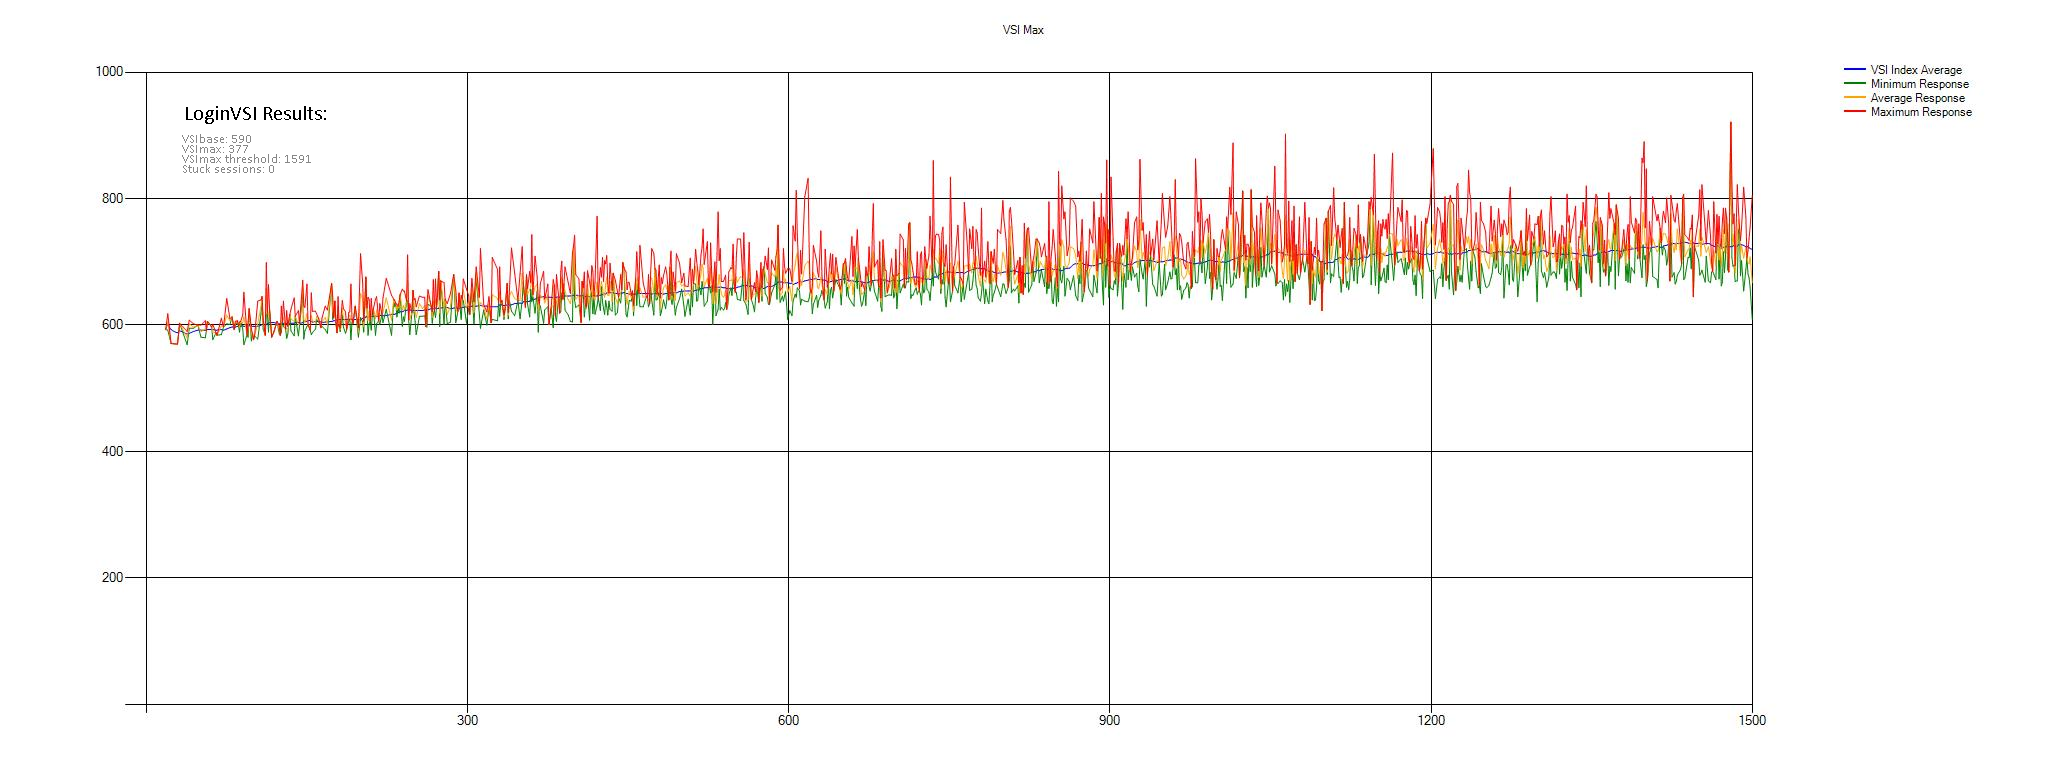 VSI Max
1000
800
600
400
200
LoginVSI Results:
VSIbase: 590
VSImax: 377
VSImax threshold: 1591
Stuck sessions: 0
VSI Index Average
Minimum Response
Average Response
Maximum Response
300
600
900
1200
1500